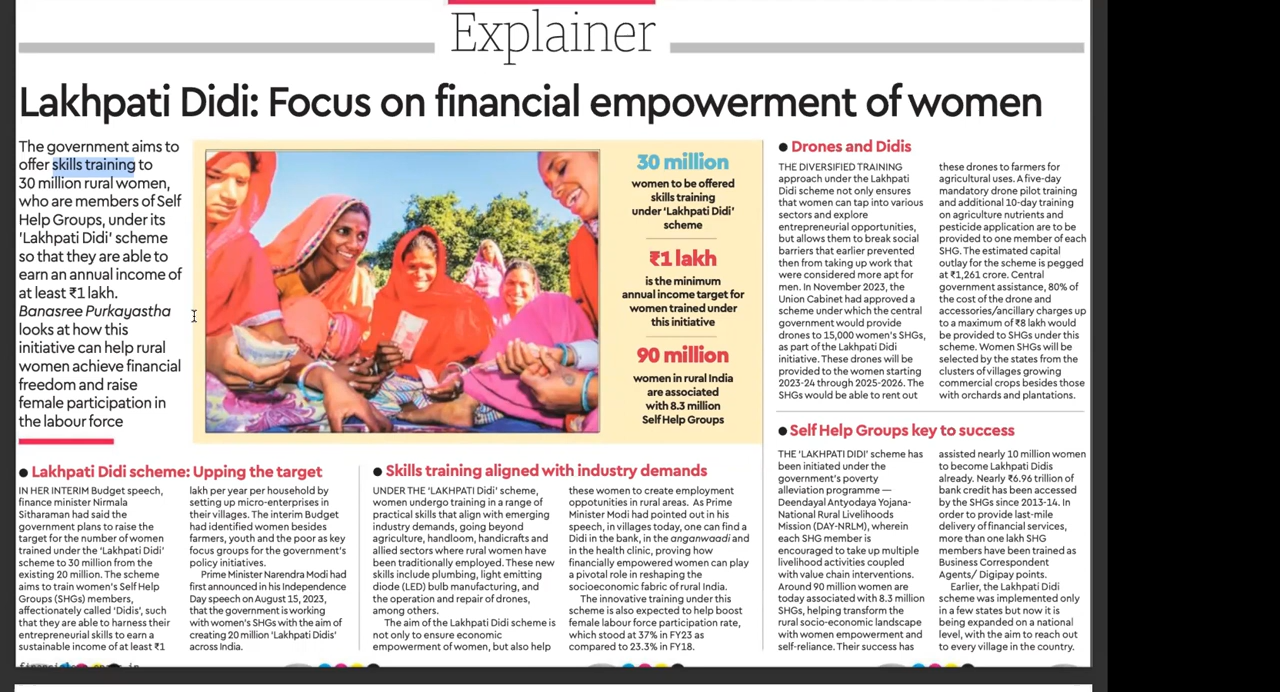 Explainer
Lakhpati Didi: Focus on financial empowerment of women
The government aims to
offer skills training to
30 million rural women,
who are members of Self
Help Groups, under its
'Lakhpati Didi' scheme
so that they are able to
earn an annual income of
at least ₹1 lakh.
Banasree Purkayastha
looks at how this
initiative can help rural
women achieve financial
freedom and raise
female participation in
the labour force
30 million
women to be offered
skills training
under 'Lakhpati Didi'
scheme
₹1 lakh
is the minimum
annual income target for
women trained under
this initiative
90 million
women in rural India
are associated
with 8.3 million
Self Help Groups
Lakhpati Didi scheme: Upping the target
IN HER INTERIM Budget speech,
finance minister Nirmala
Sitharaman had said the
government plans to raise the
target for the number of women
trained under the 'Lakhpati Didi'
scheme to 30 million from the
existing 20 million. The scheme
aims to train women's Self Help
Groups (SHGs) members,
affectionately called 'Didis', such
that they are able to harness their
entrepreneurial skills to earn a
sustainable income of at least ₹1
lakh per year per household by
setting up micro-enterprises in
their villages. The interim Budget
had identified women besides
farmers, youth and the poor as key
focus groups for the government's
policy initiatives.
Prime Minister Narendra Modi had
first announced in his Independence
Day speech on August 15, 2023,
that the government is working
with women's SHGs with the aim of
creating 20 million 'Lakhpati Didis'
across India.
Skills training aligned with industry demands
UNDER THE 'LAKHPATI Didi' scheme,
women undergo training in a range of
practical skills that align with emerging
industry demands, going beyond
agriculture, handloom, handicrafts and
allied sectors where rural women have
been traditionally employed. These new
skills include plumbing, light emitting
diode (LED) bulb manufacturing, and
the operation and repair of drones,
among others.
The aim of the Lakhpati Didi scheme is
not only to ensure economic
empowerment of women, but also help
these women to create employment
oppotunities in rural areas. As Prime
Minister Modi had pointed out in his
speech, in villages today, one can find a
Didi in the bank, in the anganwadi and
in the health clinic, proving how
financially empowered women can play
a pivotal role in reshaping the
socioeconomic fabric of rural India.
The innovative training under this
scheme is also expected to help boost
female labour force participation rate,
which stood at 37% in FY23 as
compared to 23.3% in FY18.
Drones and Didis
THE DIVERSIFIED TRAINING
approach under the Lakhpati
Didi scheme not only ensures
that women can tap into various
sectors and explore
entrepreneurial opportunities,
but allows them to break social
barriers that earlier prevented
then from taking up work that
were considered more apt for
men. In November 2023, the
Union Cabinet had approved a
scheme under which the central
government would provide
drones to 15,000 women's SHGs,
as part of the Lakhpati Didi
initiative. These drones will be
provided to the women starting
2023-24 through 2025-2026. The
SHGs would be able to rent out
these drones to farmers for
agricultural uses. A five-day
mandatory drone pilot training
and additional 10-day training
on agriculture nutrients and
pesticide application are to be
provided to one member of each
SHG. The estimated capital
outlay for the scheme is pegged
at ₹1,261 crore. Central
government assistance, 80% of
the cost of the drone and
accessories/ancillary charges up
to a maximum of ₹8 lakh would
be provided to SHGs under this
scheme. Women SHGs will be
selected by the states from the
clusters of villages growing
commercial crops besides those
with orchards and plantations.
Self Help Groups key to success
THE 'LAKHPATI DIDI' scheme has
been initiated under the
government's poverty
alleviation programme —
Deendayal Antyodaya Yojana-
National Rural Livelihoods
Mission (DAY-NRLM), wherein
each SHG member is
encouraged to take up multiple
livelihood activities coupled
with value chain interventions.
Around 90 million women are
today associated with 8.3 million
SHGs, helping transform the
rural socio-economic landscape
with women empowerment and
self-reliance. Their success has
assisted nearly 10 million women
to become Lakhpati Didis
already. Nearly ₹6.96 trillion of
bank credit has been accessed
by the SHGs since 2013-14. In
order to provide last-mile
delivery of financial services,
more than one lakh SHG
members have been trained as
Business Correspondent
Agents/ Digipay points.
Earlier, the Lakhpati Didi
scheme was implemented only
in a few states but now it is
being expanded on a national
level, with the aim to reach out
to every village in the country.